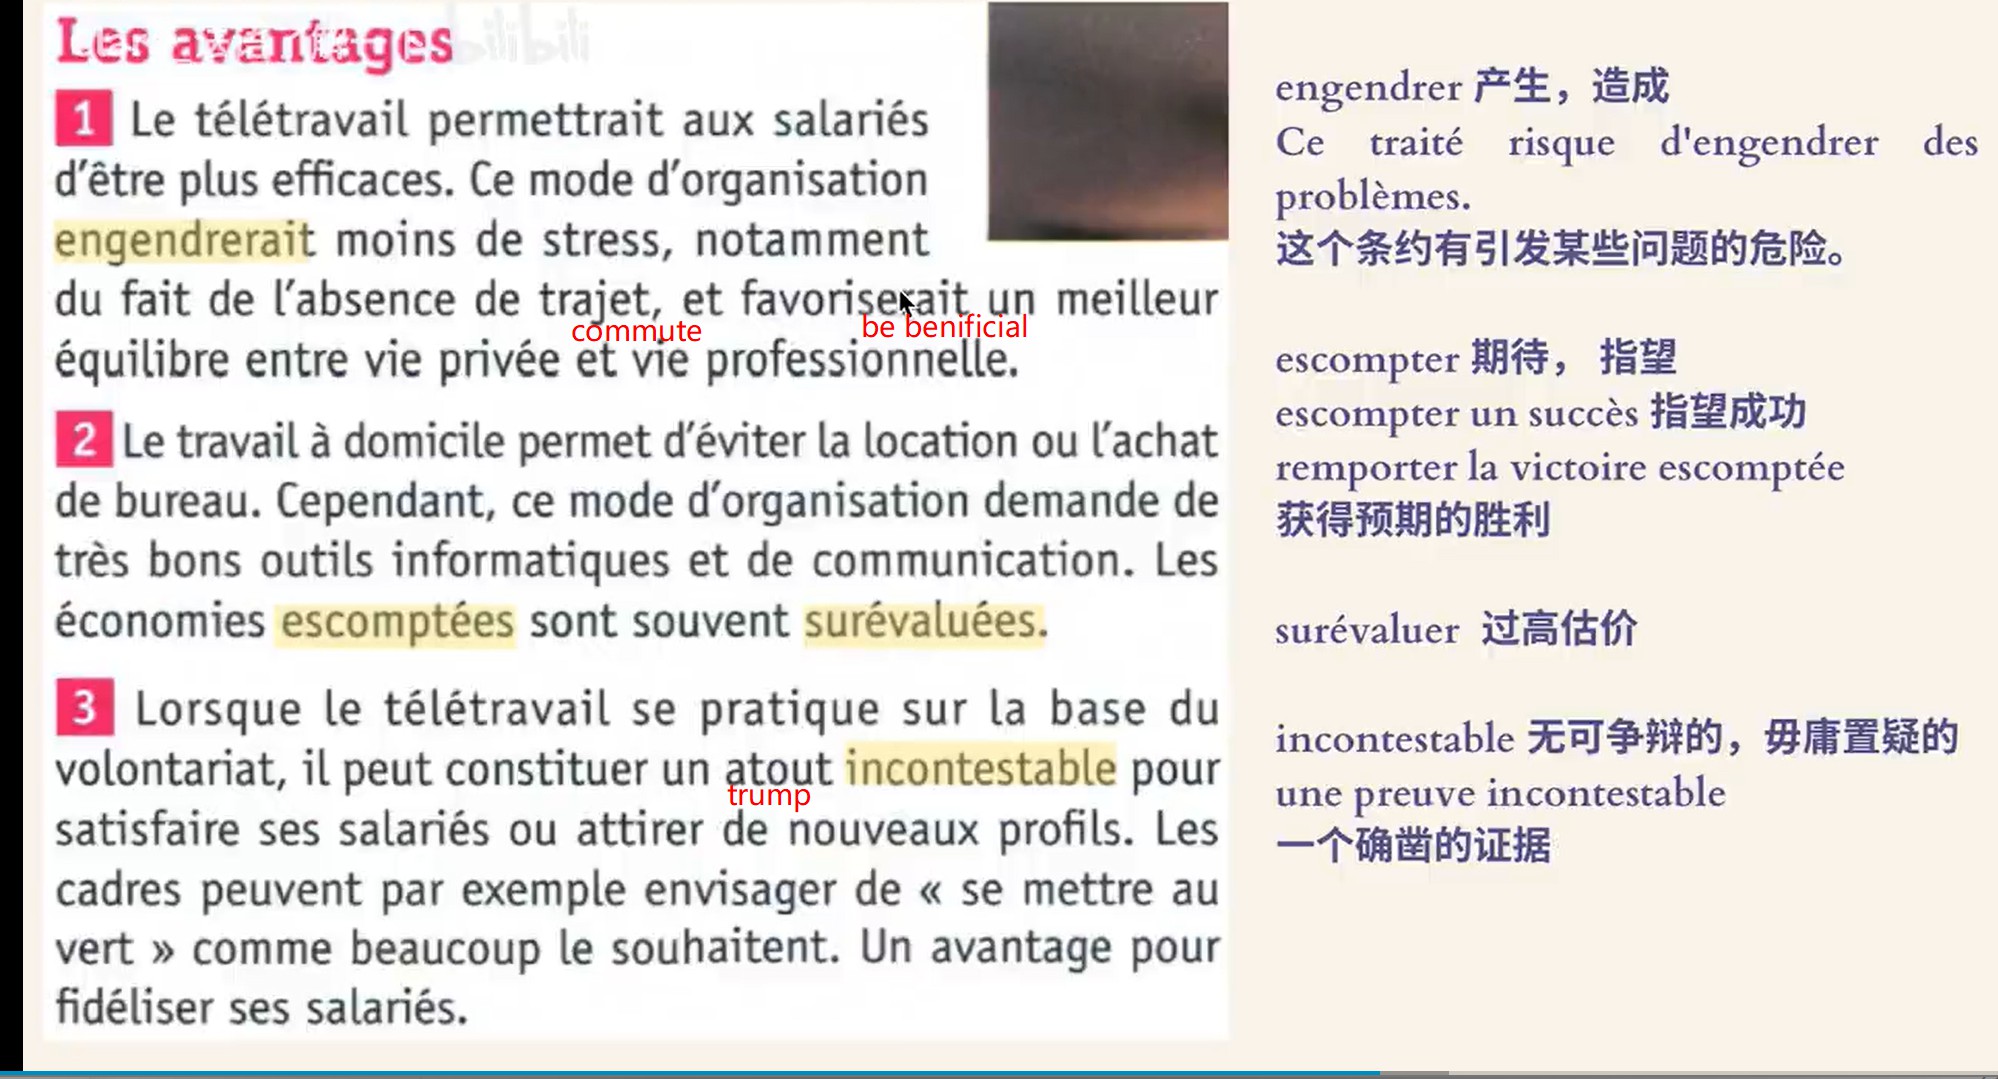 Les avantages
bilibili
1 Le télétravail permettrait aux salariés
d'être plus efficaces. Ce mode d'organisation
engendrerait moins de stress, notamment
du fait de l'absence de trajet, et favoriserait un meilleur
commute be benificial
équilibre entre vie privée et vie professionnelle.
2 Le travail à domicile permet d'éviter la location ou l'achat
de bureau. Cependant, ce mode d'organisation demande de
très bons outils informatiques et de communication. Les
économies escomptées sont souvent surévaluées.
3 Lorsque le télétravail se pratique sur la base du
volontariat, il peut constituer un atout incontestable pour
trump
satisfaire ses salariés ou attirer de nouveaux profils. Les
cadres peuvent par exemple envisager de « se mettre au
vert » comme beaucoup le souhaitent. Un avantage pour
fidéliser ses salariés.
engendrer 产生，造成
Ce traité risque d'engendrer des
problèmes.
这个条约有引发某些问题的危险。
escompter 期待， 指望
escompter un succès 指望成功
remporter la victoire escomptée
获得预期的胜利
surévaluer 过高估价
incontestable 无可争辩的，毋庸置疑的
une preuve incontestable
一个确凿的证据